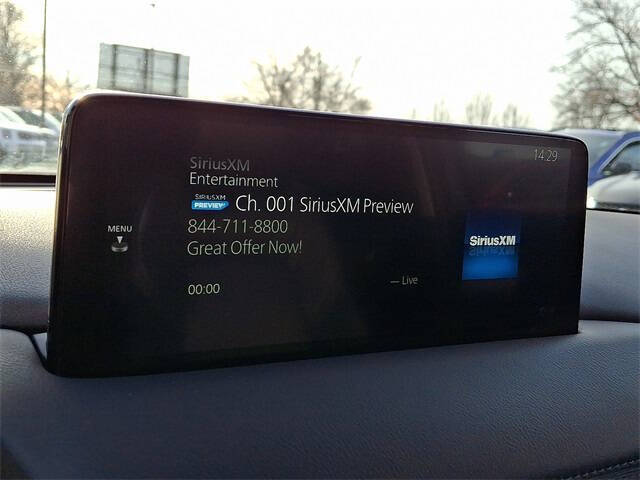 14:29
SiriusXM
Entertainment
SIRIUSXM
PREVIEW
Ch. 001 SiriusXM Preview
844-711-8800
Great Offer Now!
MENU
SiriusXM
00:00
— Live